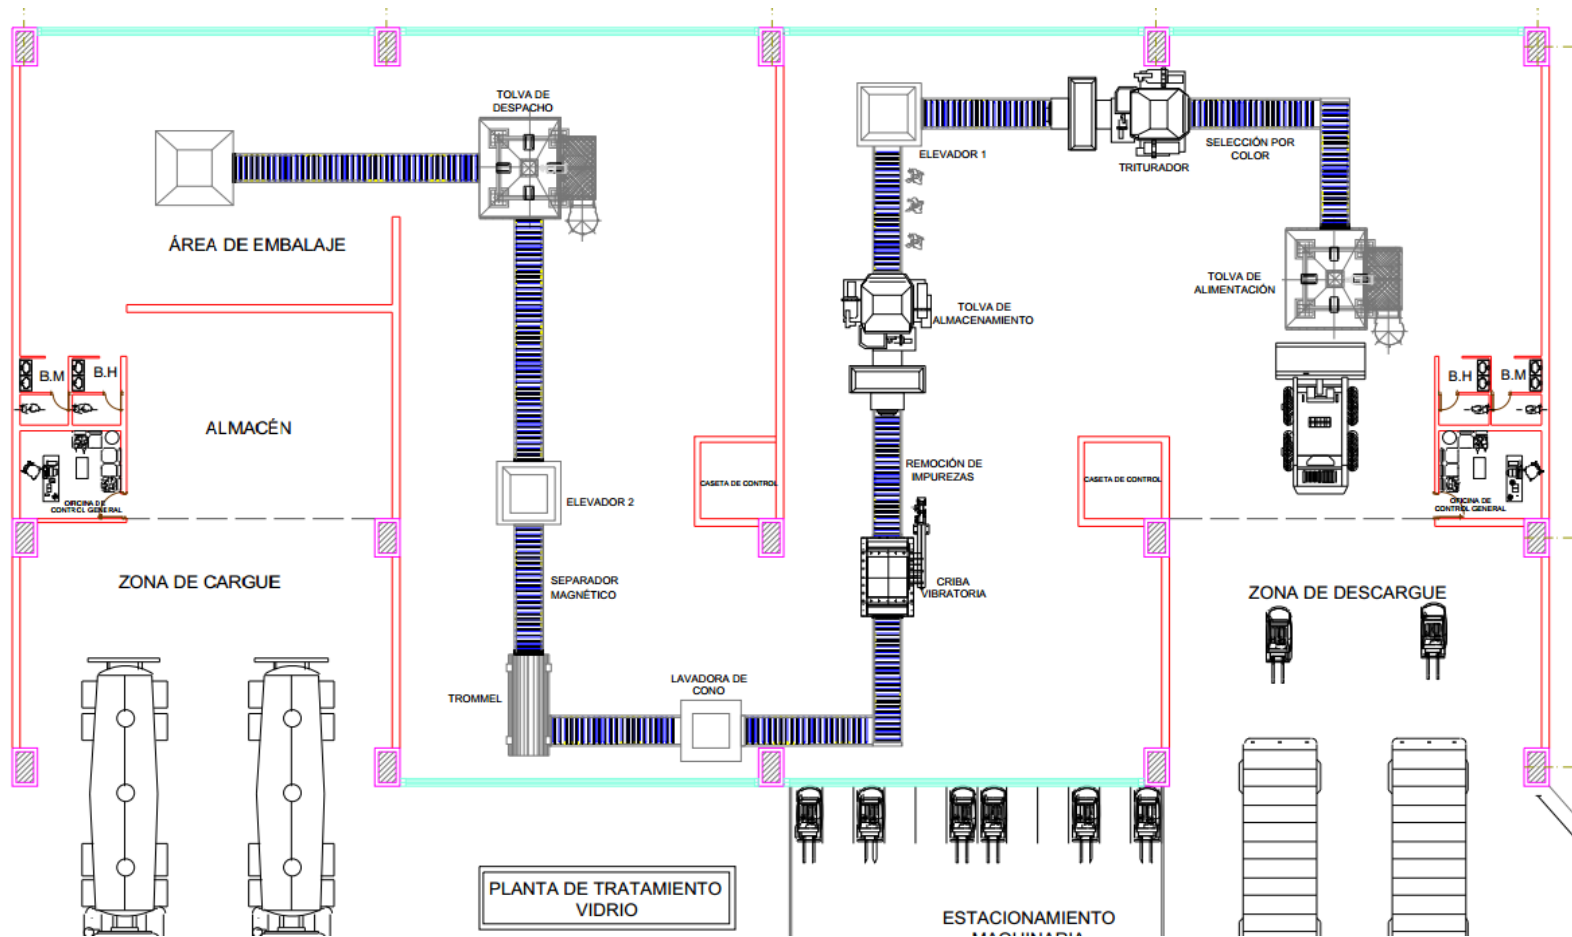 TOLVA DE
DESPACHO
ELEVADOR 1
SELECCIÓN POR
COLOR
TRITURADOR
ÁREA DE EMBALAJE
TOLVA DE
ALIMENTACIÓN
TOLVA DE
ALMACENAMIENTO
B.M
B.H
B.H
B.M
ALMACÉN
REMOCIÓN DE
IMPUREZAS
CASETA DE CONTROL
CASETA DE CONTROL
OFICINA DE
CONTROL GENERAL
ELEVADOR 2
OFICINA DE
CONTROL GENERAL
ZONA DE CARGUE
SEPARADOR
MAGNÉTICO
CRIBA
VIBRATORIA
ZONA DE DESCARGUE
LAVADORA DE
CONO
TROMMEL
PLANTA DE TRATAMIENTO
VIDRIO
ESTACIONAMIENTO
MAQUINARIA